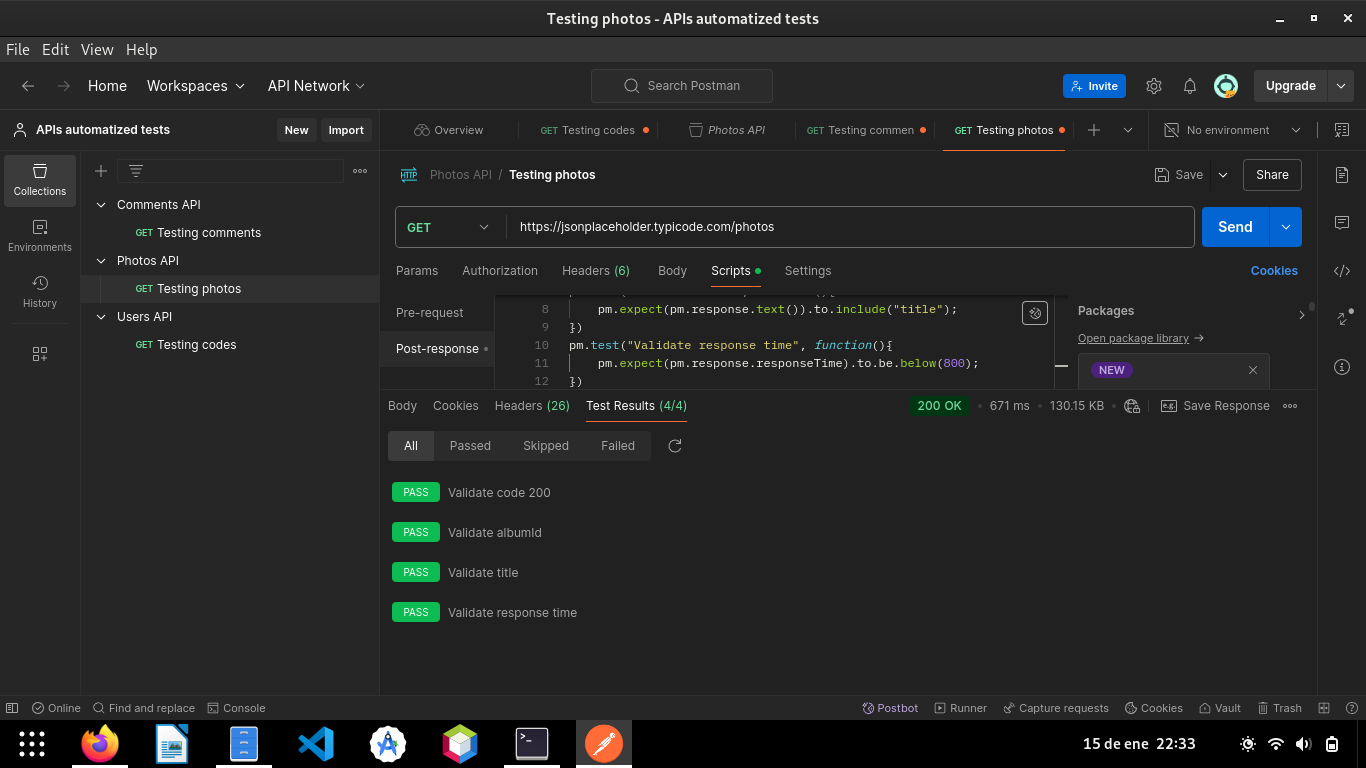 Testing photos - APIs automatized tests
File Edit View Help
Home Workspaces API Network Search Postman Invite Upgrade
APIs automatized tests New Import
Overview GET Testing codes Photos API GET Testing commen GET Testing photos No environment
Collections
Environments
History
Comments API
GET Testing comments
Photos API
GET Testing photos
Users API
GET Testing codes
HTTP Photos API / Testing photos Save Share
GET https://jsonplaceholder.typicode.com/photos Send
Params Authorization Headers (6) Body Scripts Settings Cookies
Pre-request
Post-response
8 pm.expect(pm.response.text()).to.include("title");
9 })
10 pm.test("Validate response time", function(){
11 pm.expect(pm.response.responseTime).to.be.below(800);
12 })
Packages
Open package library
NEW
Body Cookies Headers (26) Test Results (4/4) 200 OK 671 ms 130.15 KB e.g. Save Response
All Passed Skipped Failed
PASS Validate code 200
PASS Validate albumId
PASS Validate title
PASS Validate response time
Online Find and replace Console Postbot Runner Capture requests Cookies Vault Trash
15 de ene 22:33